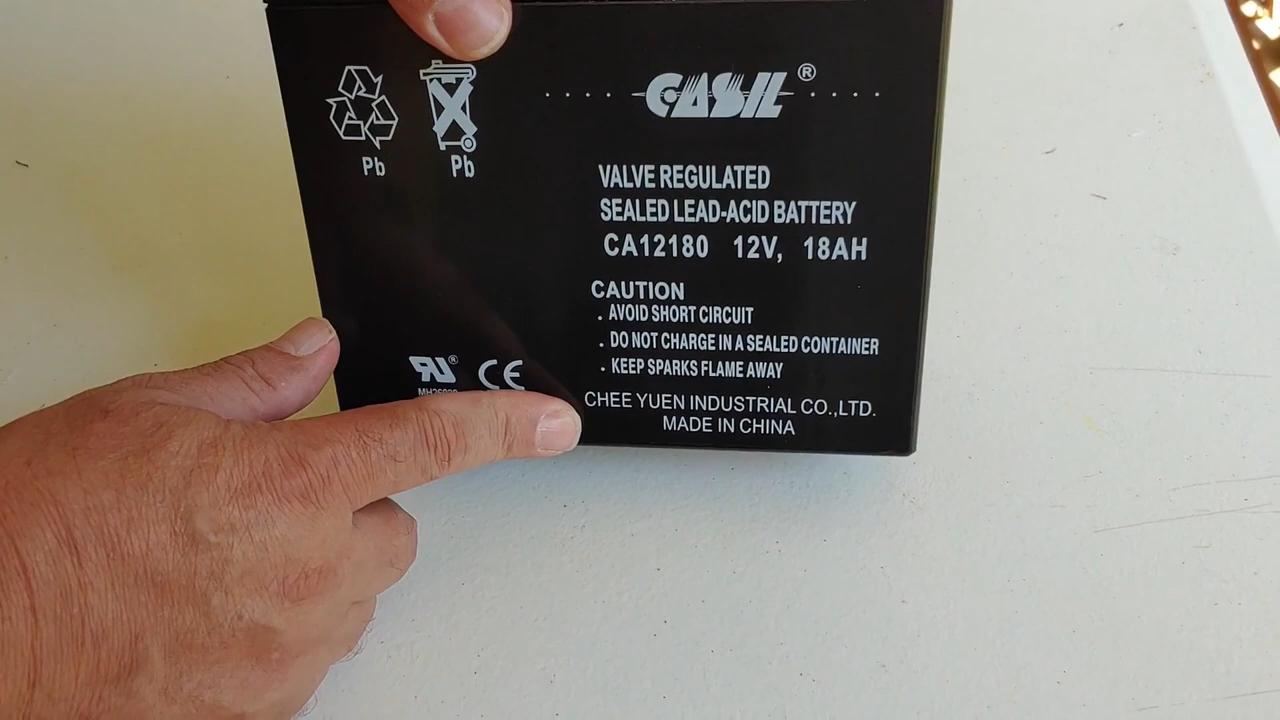 CASIL ®
Pb
Pb
VALVE REGULATED
SEALED LEAD-ACID BATTERY
CA12180 12V, 18AH
CAUTION
. AVOID SHORT CIRCUIT
. DO NOT CHARGE IN A SEALED CONTAINER
. KEEP SPARKS FLAME AWAY
RU ® CE
CHEE YUEN INDUSTRIAL CO.,LTD.
MADE IN CHINA